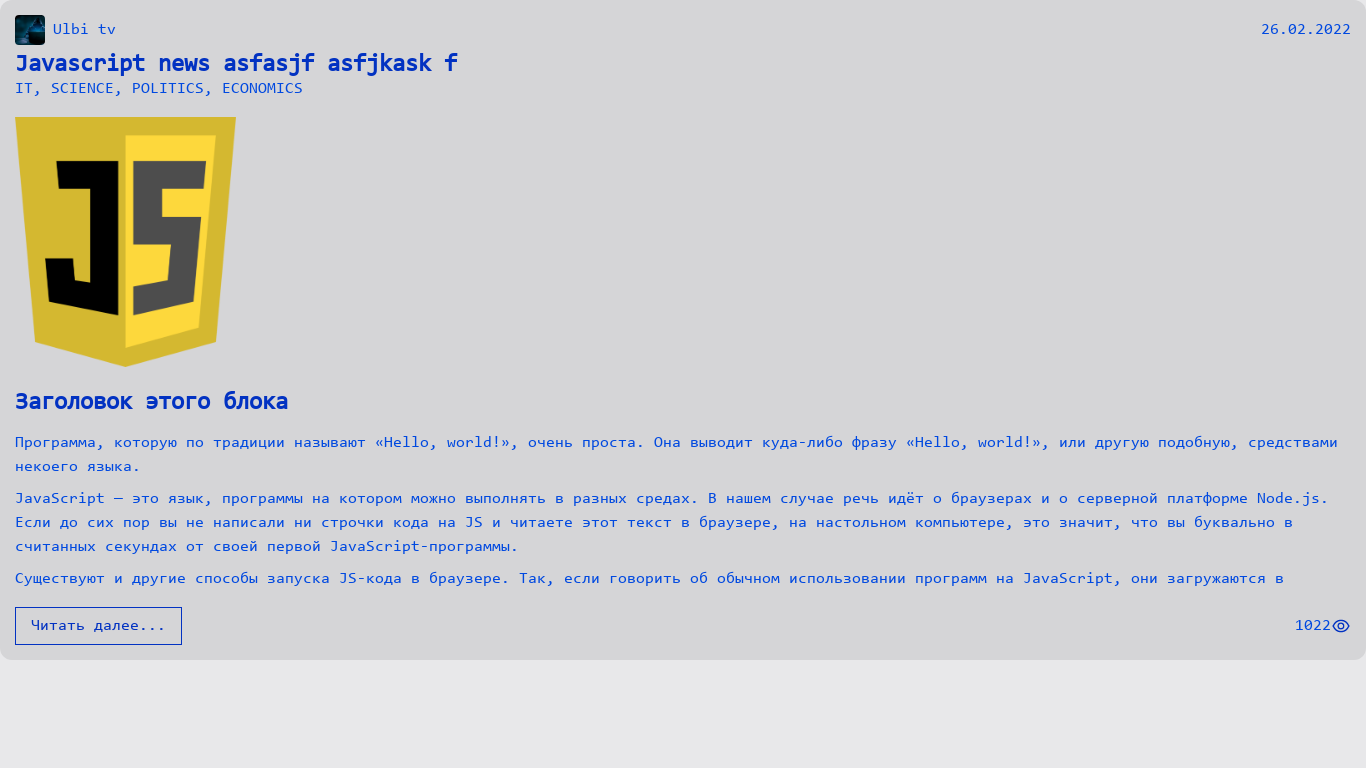 Ulbi tv
26.02.2022
Javascript news asfasjf asfjkask f
IT, SCIENCE, POLITICS, ECONOMICS
JS
Заголовок этого блока
Программа, которую по традиции называют «Hello, world!», очень проста. Она выводит куда-либо фразу «Hello, world!», или другую подобную, средствами
некоего языка.
JavaScript — это язык, программы на котором можно выполнять в разных средах. В нашем случае речь идёт о браузерах и о серверной платформе Node.js.
Если до сих пор вы не написали ни строчки кода на JS и читаете этот текст в браузере, на настольном компьютере, это значит, что вы буквально в
считанных секундах от своей первой JavaScript-программы.
Существуют и другие способы запуска JS-кода в браузере. Так, если говорить об обычном использовании программ на JavaScript, они загружаются в
Читать далее...
1022